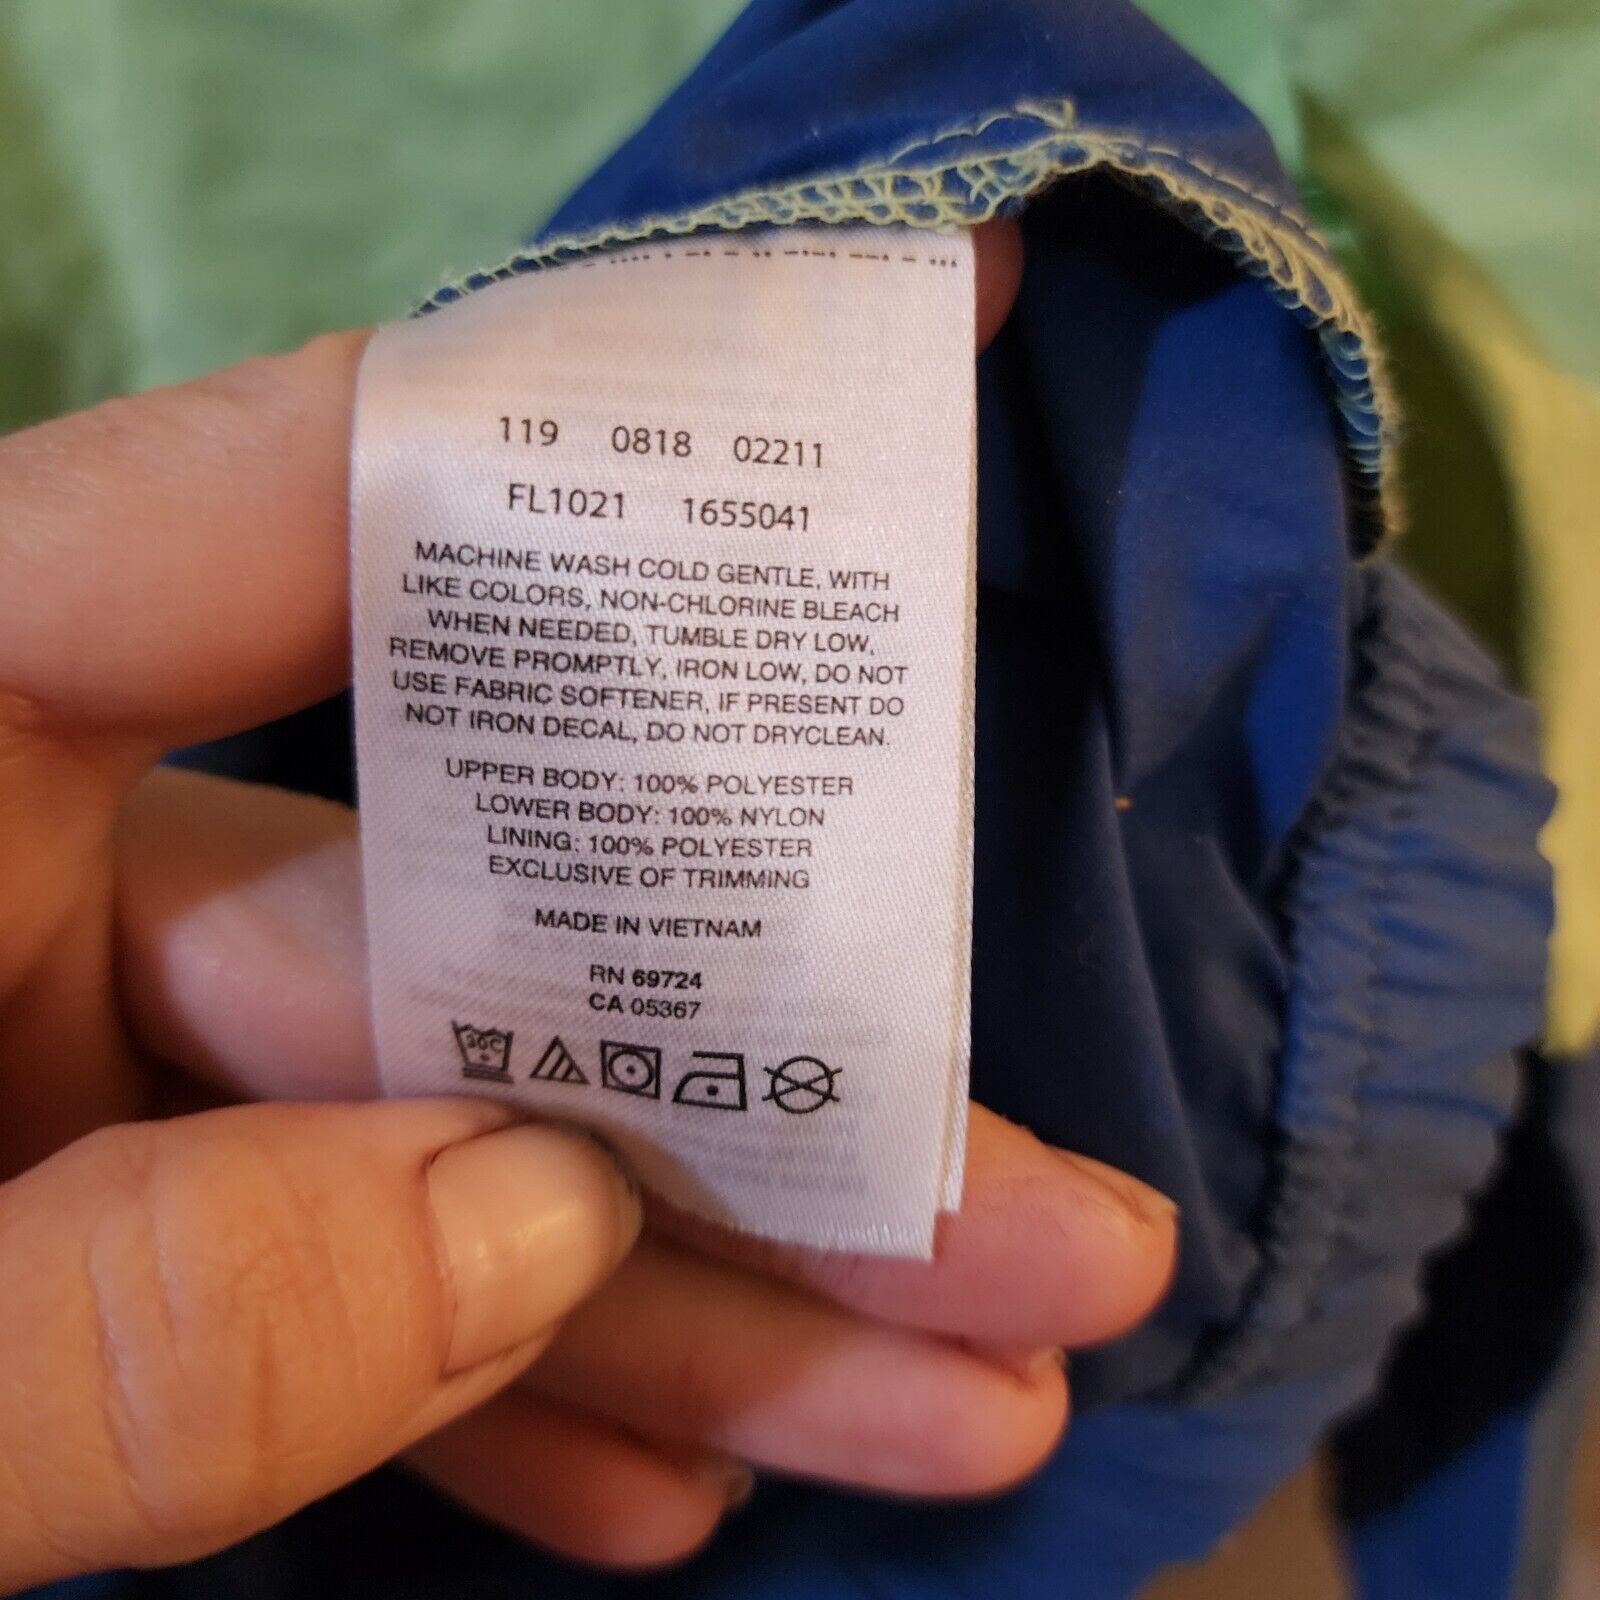 119 0818 02211
FL1021 1655041
MACHINE WASH COLD GENTLE, WITH
LIKE COLORS, NON-CHLORINE BLEACH
WHEN NEEDED, TUMBLE DRY LOW,
REMOVE PROMPTLY, IRON LOW, DO NOT
USE FABRIC SOFTENER, IF PRESENT DO
NOT IRON DECAL, DO NOT DRYCLEAN.
UPPER BODY: 100% POLYESTER
LOWER BODY: 100% NYLON
LINING: 100% POLYESTER
EXCLUSIVE OF TRIMMING
MADE IN VIETNAM
RN 69724
CA 05367
30C